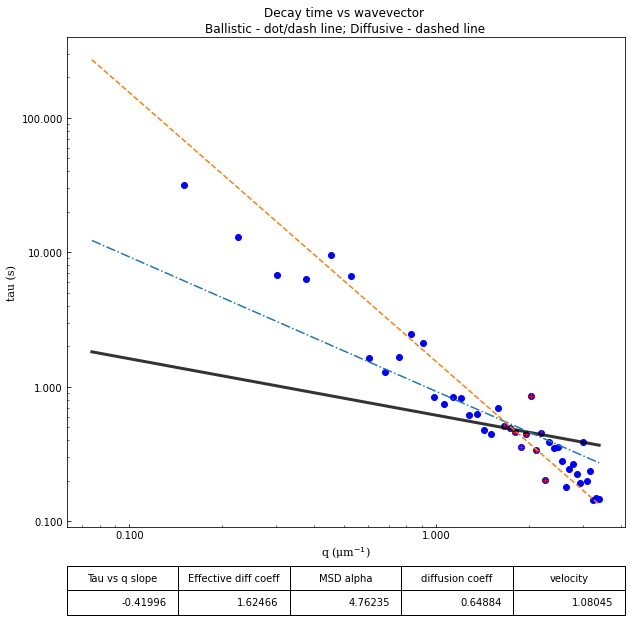 Decay time vs wavevector
Ballistic - dot/dash line; Diffusive - dashed line
tau (s)
100.000
10.000
1.000
0.100
0.100 1.000
q (μm⁻¹)
Tau vs q slope Effective diff coeff MSD alpha diffusion coeff velocity
-0.41996 1.62466 4.76235 0.64884 1.08045